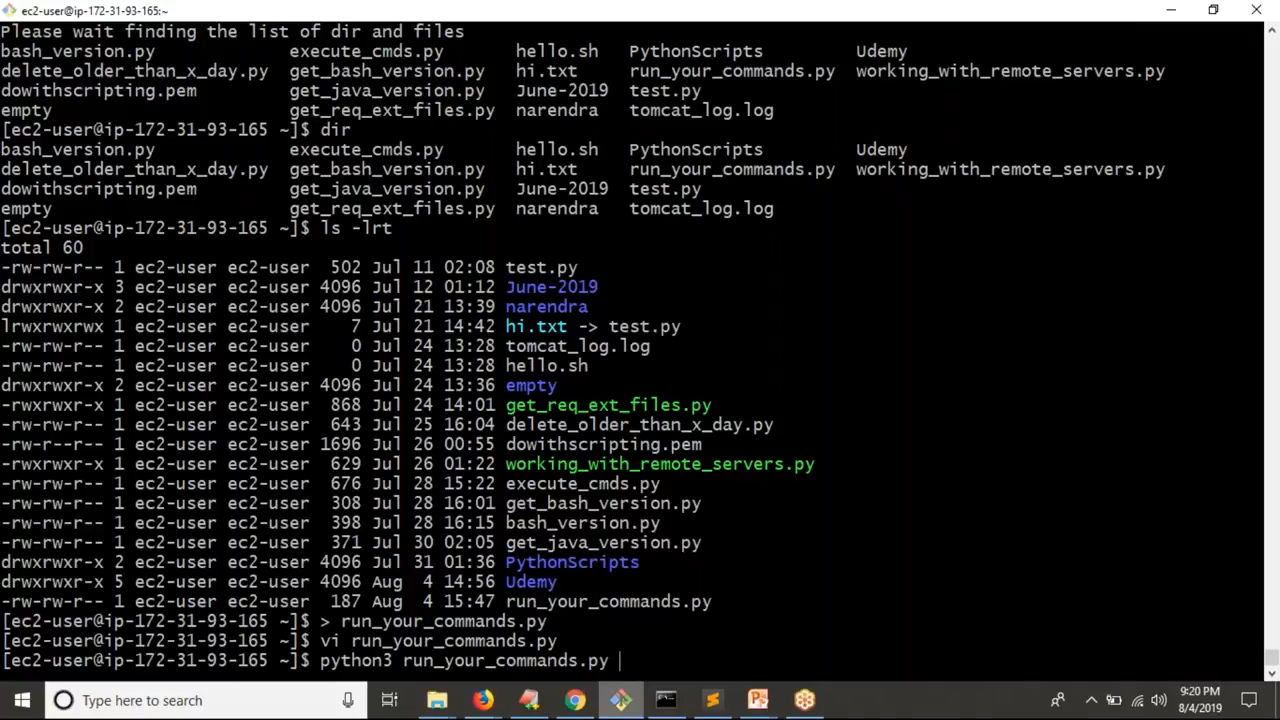 ec2-user@ip-172-31-93-165:~
Please wait finding the list of dir and files
bash_version.py execute_cmds.py hello.sh PythonScripts Udemy
delete_older_than_x_day.py get_bash_version.py hi.txt run_your_commands.py working_with_remote_servers.py
dowithscripting.pem get_java_version.py June-2019 test.py
empty get_req_ext_files.py narendra tomcat_log.log
[ec2-user@ip-172-31-93-165 ~]$ dir
bash_version.py execute_cmds.py hello.sh PythonScripts Udemy
delete_older_than_x_day.py get_bash_version.py hi.txt run_your_commands.py working_with_remote_servers.py
dowithscripting.pem get_java_version.py June-2019 test.py
empty get_req_ext_files.py narendra tomcat_log.log
[ec2-user@ip-172-31-93-165 ~]$ ls -lrt
total 60
-rw-rw-r-- 1 ec2-user ec2-user 502 Jul 11 02:08 test.py
drwxrwxr-x 3 ec2-user ec2-user 4096 Jul 12 01:12 June-2019
drwxrwxr-x 2 ec2-user ec2-user 4096 Jul 21 13:39 narendra
lrwxrwxrwx 1 ec2-user ec2-user 7 Jul 21 14:42 hi.txt -> test.py
-rw-rw-r-- 1 ec2-user ec2-user 0 Jul 24 13:28 tomcat_log.log
-rw-rw-r-- 1 ec2-user ec2-user 0 Jul 24 13:28 hello.sh
drwxrwxr-x 2 ec2-user ec2-user 4096 Jul 24 13:36 empty
-rwxrwxr-x 1 ec2-user ec2-user 868 Jul 24 14:01 get_req_ext_files.py
-rw-rw-r-- 1 ec2-user ec2-user 643 Jul 25 16:04 delete_older_than_x_day.py
-rw-r--r-- 1 ec2-user ec2-user 1696 Jul 26 00:55 dowithscripting.pem
-rwxrwxr-x 1 ec2-user ec2-user 629 Jul 26 01:22 working_with_remote_servers.py
-rw-rw-r-- 1 ec2-user ec2-user 676 Jul 28 15:22 execute_cmds.py
-rw-rw-r-- 1 ec2-user ec2-user 308 Jul 28 16:01 get_bash_version.py
-rw-rw-r-- 1 ec2-user ec2-user 398 Jul 28 16:15 bash_version.py
-rw-rw-r-- 1 ec2-user ec2-user 371 Jul 30 02:05 get_java_version.py
drwxrwxr-x 2 ec2-user ec2-user 4096 Jul 31 01:36 PythonScripts
drwxrwxr-x 5 ec2-user ec2-user 4096 Aug 4 14:56 Udemy
-rw-rw-r-- 1 ec2-user ec2-user 187 Aug 4 15:47 run_your_commands.py
[ec2-user@ip-172-31-93-165 ~]$ > run_your_commands.py
[ec2-user@ip-172-31-93-165 ~]$ vi run_your_commands.py
[ec2-user@ip-172-31-93-165 ~]$ python3 run_your_commands.py
Type here to search
9:20 PM
8/4/2019